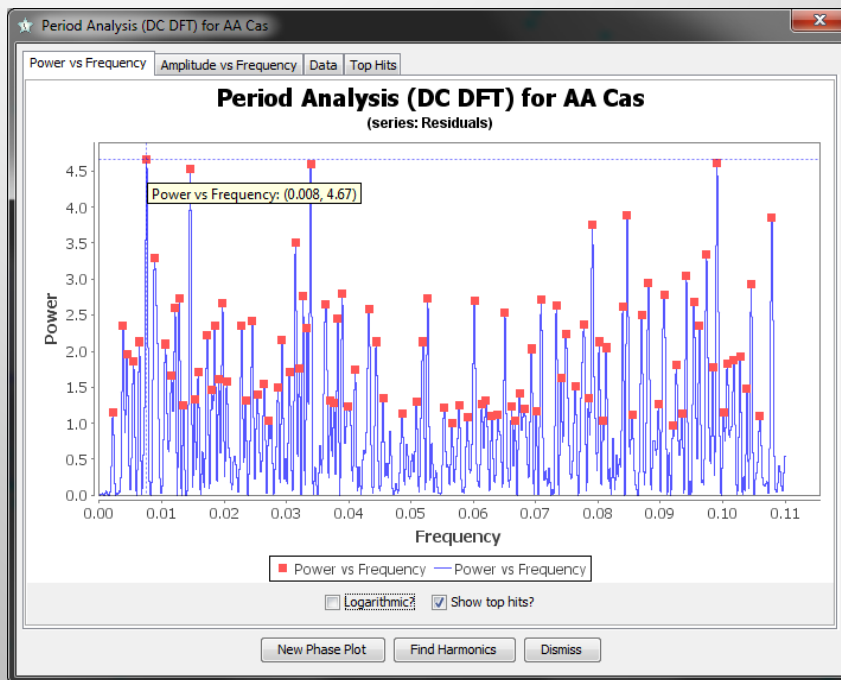 Period Analysis (DC DFT) for AA Cas
x
Power vs Frequency Amplitude vs Frequency Data Top Hits
Period Analysis (DC DFT) for AA Cas
(series: Residuals)
Power vs Frequency: (0.008, 4.67)
Power
4.5
4.0
3.5
3.0
2.5
2.0
1.5
1.0
0.5
0.0
0.00 0.01 0.02 0.03 0.04 0.05 0.06 0.07 0.08 0.09 0.10 0.11
Frequency
Power vs Frequency Power vs Frequency
Logarithmic? Show top hits?
New Phase Plot Find Harmonics Dismiss